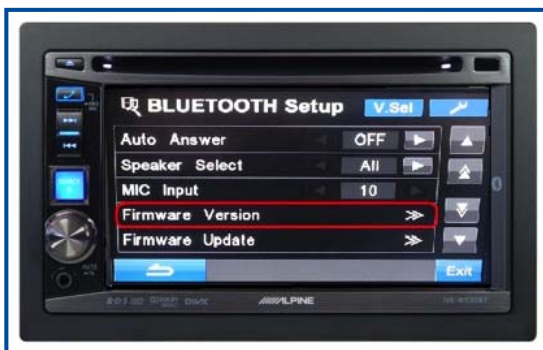 BLUETOOTH Setup V.Sel
Auto Answer OFF
Speaker Select All
MIC Input 10
Firmware Version
Firmware Update
Exit
ALPINE